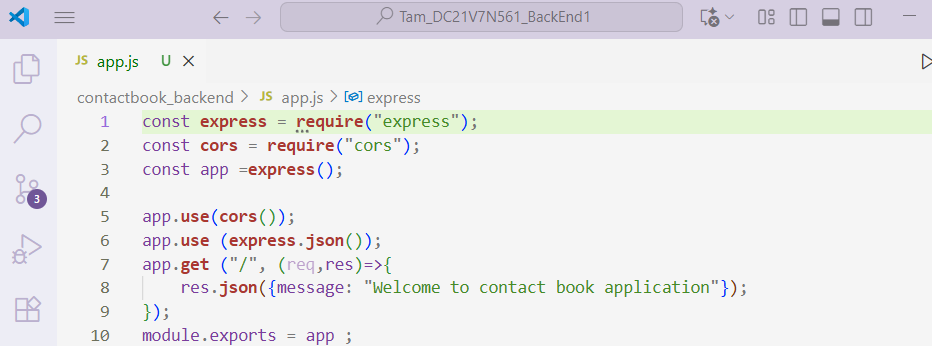 Tam_DC21V7N561_BackEnd1
JS app.js U
contactbook_backend > JS app.js > express
1 const express = require("express");
2 const cors = require("cors");
3 const app =express();
4
5 app.use(cors());
6 app.use (express.json());
7 app.get ("/", (req,res)=>{
8 res.json({message: "Welcome to contact book application"});
9 });
10 module.exports = app ;
3